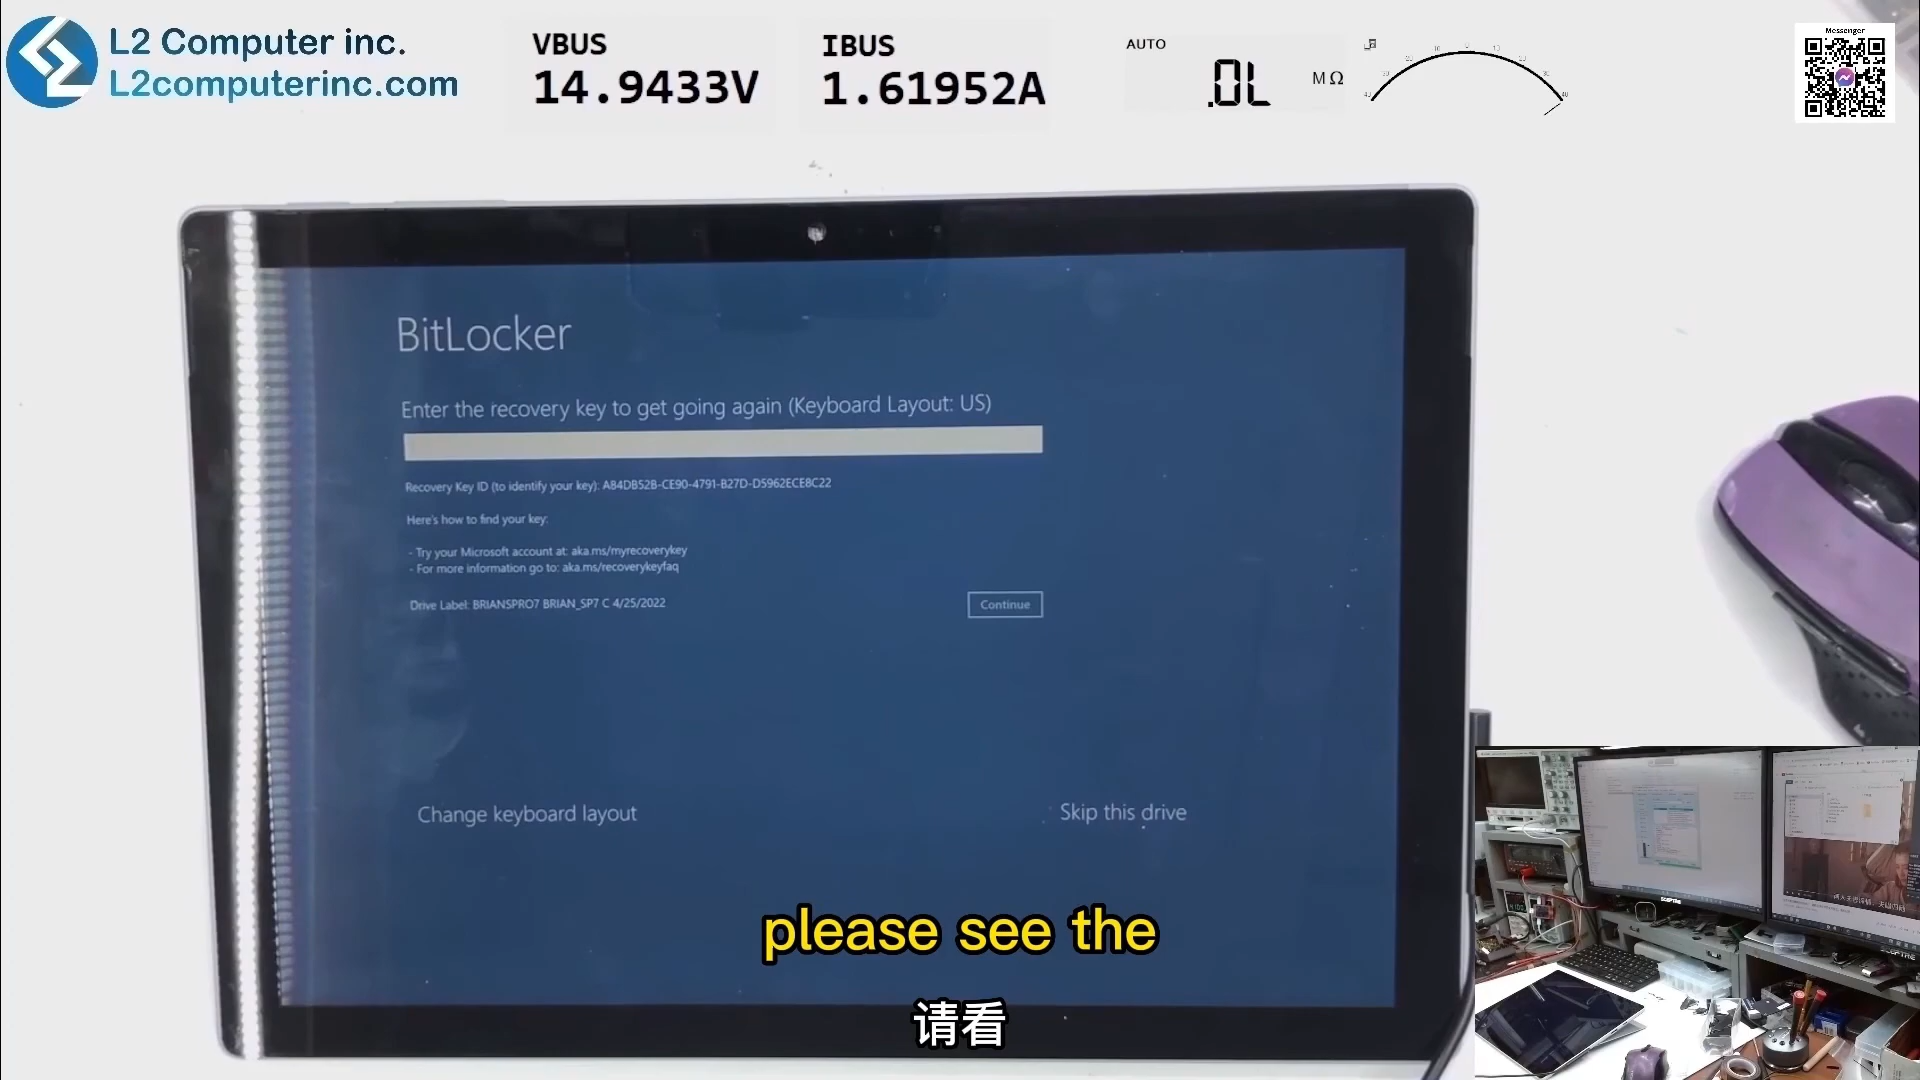 L2 Computer inc.
L2computerinc.com
VBUS
14.9433V
IBUS
1.61952A
AUTO
.0L
MΩ
Messenger
BitLocker
Enter the recovery key to get going again (Keyboard Layout: US)
Recovery Key ID (to identify your key): A84DB52B-CE90-4791-B27D-D5962ECE8C22
Here's how to find your key:
- Try your Microsoft account at: aka.ms/myrecoverykey
- For more information go to: aka.ms/recoverykeyfaq
Drive Label: BRIANSPRO7 BRIAN_SP7 C 4/25/2022
Continue
Change keyboard layout
Skip this drive
please see the
请看
SCEPTRE
SCEPTRE